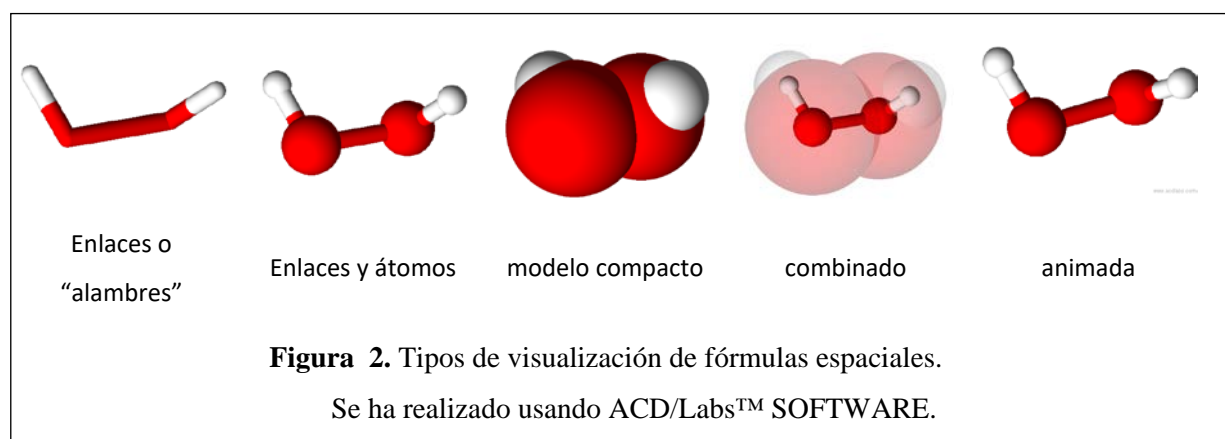 Enlaces o
“alambres”
Enlaces y átomos
modelo compacto
combinado
animada
Figura 2. Tipos de visualización de fórmulas espaciales.
Se ha realizado usando ACD/Labs™ SOFTWARE.